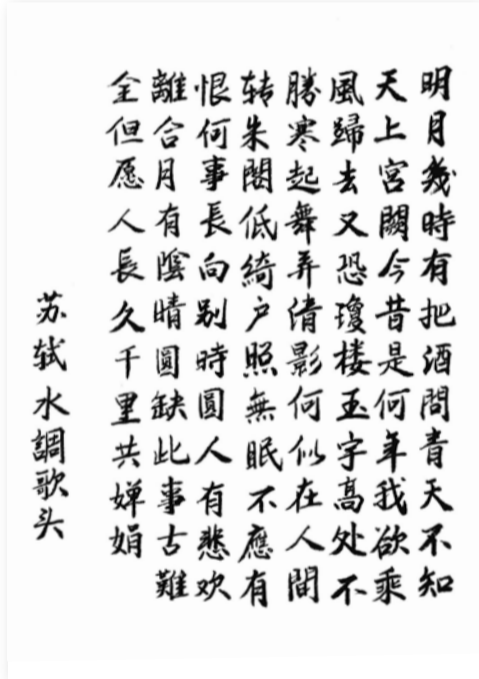 明月幾時有把酒問青天不知
天上宮闕今昔是何年我欲乘
風歸去又恐瓊楼玉宇高处不
勝寒起舞弄清影何似在人間
转朱閣低綺户照無眠不應有
恨何事長向别時圓人有悲欢
離合月有陰晴圓缺此事古難
全但愿人長久千里共婵娟
苏轼水調歌头